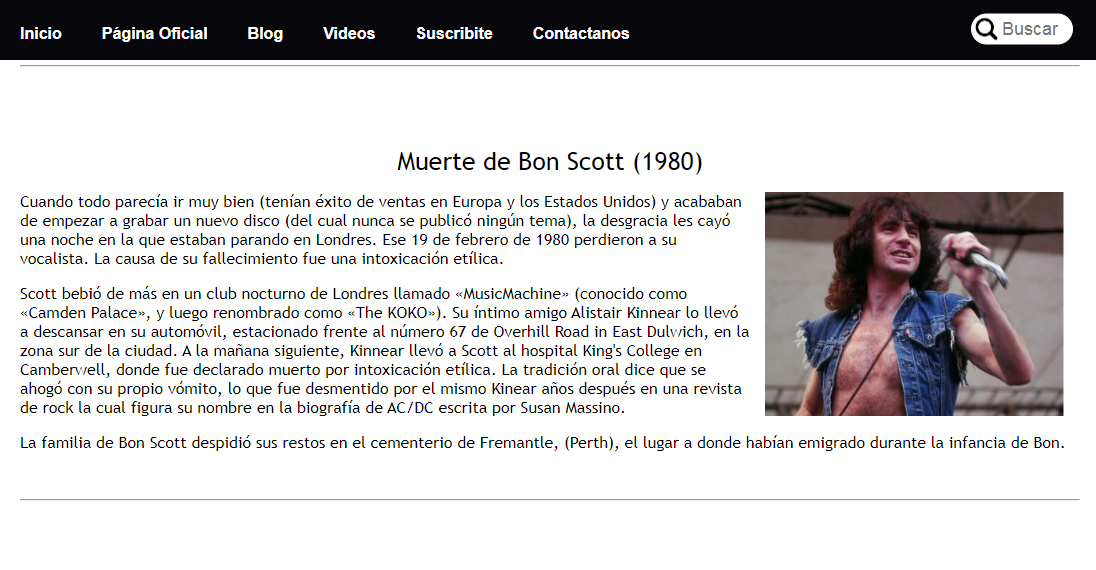 Inicio Página Oficial Blog Videos Suscribite Contactanos Buscar
Muerte de Bon Scott (1980)
Cuando todo parecía ir muy bien (tenían éxito de ventas en Europa y los Estados Unidos) y acababan
de empezar a grabar un nuevo disco (del cual nunca se publicó ningún tema), la desgracia les cayó
una noche en la que estaban parando en Londres. Ese 19 de febrero de 1980 perdieron a su
vocalista. La causa de su fallecimiento fue una intoxicación etílica.
Scott bebió de más en un club nocturno de Londres llamado «MusicMachine» (conocido como
«Camden Palace», y luego renombrado como «The KOKO»). Su íntimo amigo Alistair Kinnear lo llevó
a descansar en su automóvil, estacionado frente al número 67 de Overhill Road in East Dulwich, en la
zona sur de la ciudad. A la mañana siguiente, Kinnear llevó a Scott al hospital King's College en
Camberwell, donde fue declarado muerto por intoxicación etílica. La tradición oral dice que se
ahogó con su propio vómito, lo que fue desmentido por el mismo Kinear años después en una revista
de rock la cual figura su nombre en la biografía de AC/DC escrita por Susan Massino.
La familia de Bon Scott despidió sus restos en el cementerio de Fremantle, (Perth), el lugar a donde habían emigrado durante la infancia de Bon.